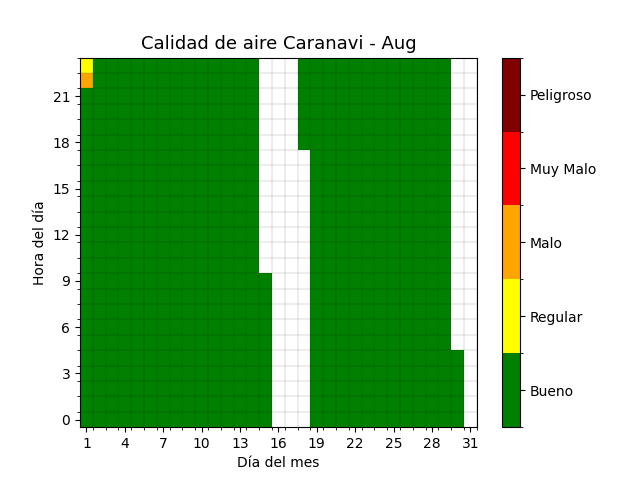 Calidad de aire Caranavi - Aug
Hora del día
21
18
15
12
9
6
3
0
1 4 7 10 13 16 19 22 25 28 31
Día del mes
Peligroso
Muy Malo
Malo
Regular
Bueno